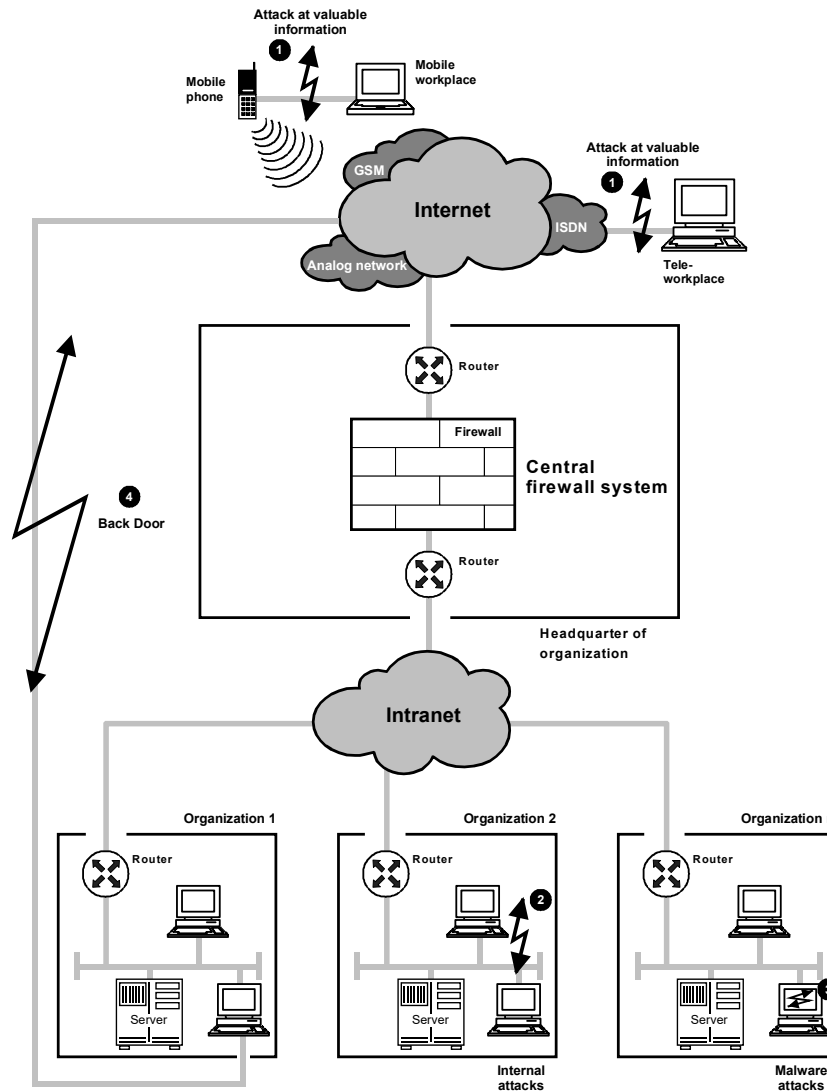 Attack at valuable
information
1
Mobile
phone
Mobile
workplace
GSM
Attack at valuable
information
1
Internet
ISDN
Analog network
Tele-
workplace
Router
Firewall
Central
firewall system
4
Back Door
Router
Headquarter of
organization
Intranet
Organization 1
Organization 2
Organization
Router
Router
Router
2
Server
Server
Server
Internal
attacks
Malware
attacks